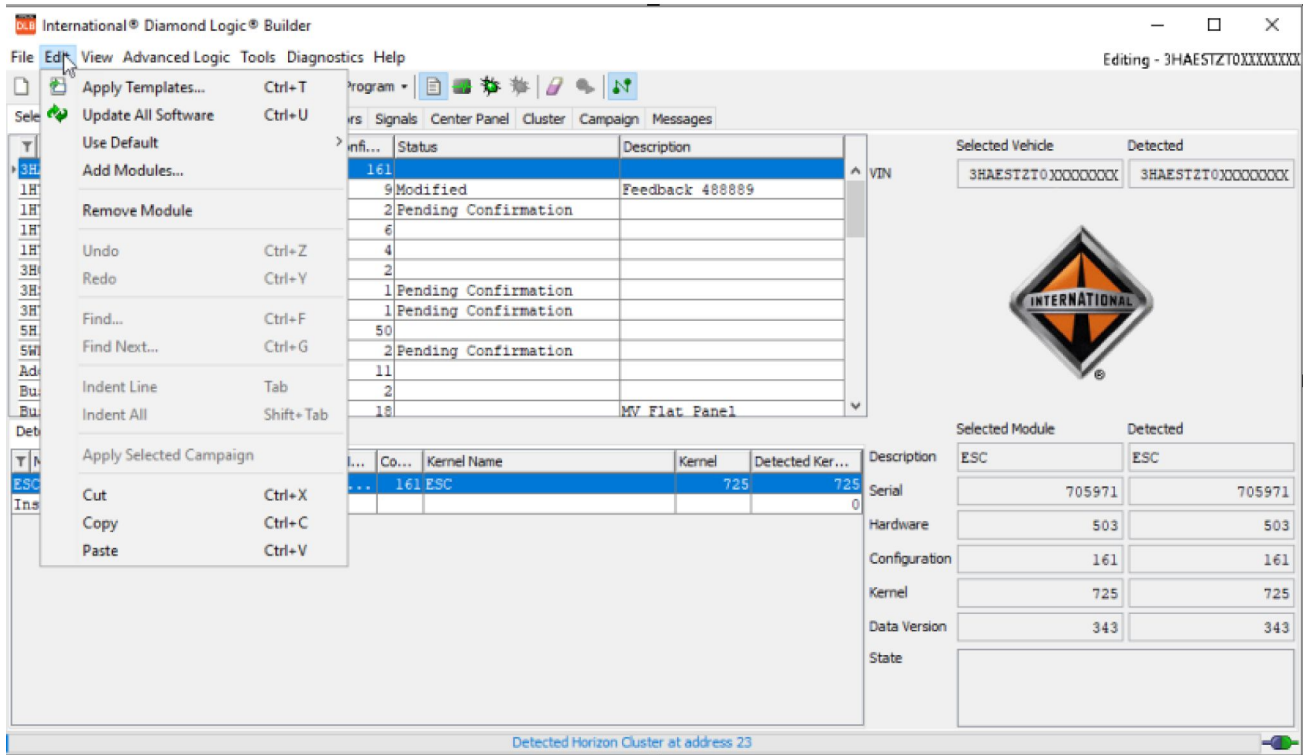 International® Diamond Logic® Builder
File Edit View Advanced Logic Tools Diagnostics Help
Editing - 3HAESTZT0XXXXXXXX
Program
Signals Center Panel Cluster Campaign Messages
Apply Templates... Ctrl+T
Update All Software Ctrl+U
Use Default
Add Modules...
Remove Module
Undo Ctrl+Z
Redo Ctrl+Y
Find... Ctrl+F
Find Next... Ctrl+G
Indent Line Tab
Indent All Shift+Tab
Apply Selected Campaign
Cut Ctrl+X
Copy Ctrl+C
Paste Ctrl+V
Status Description
161
9 Modified Feedback 488889
2 Pending Confirmation
6
4
2
1 Pending Confirmation
1 Pending Confirmation
50
2 Pending Confirmation
11
2
18 MV Flat Panel
Co... Kernel Name Kernel Detected Ker...
ESC ... 161 ESC 725 725
0
Selected Vehicle Detected
VIN 3HAESTZT0XXXXXXXX 3HAESTZT0XXXXXXXX
INTERNATIONAL
®
Selected Module Detected
Description ESC ESC
Serial 705971 705971
Hardware 503 503
Configuration 161 161
Kernel 725 725
Data Version 343 343
State
Detected Horizon Cluster at address 23